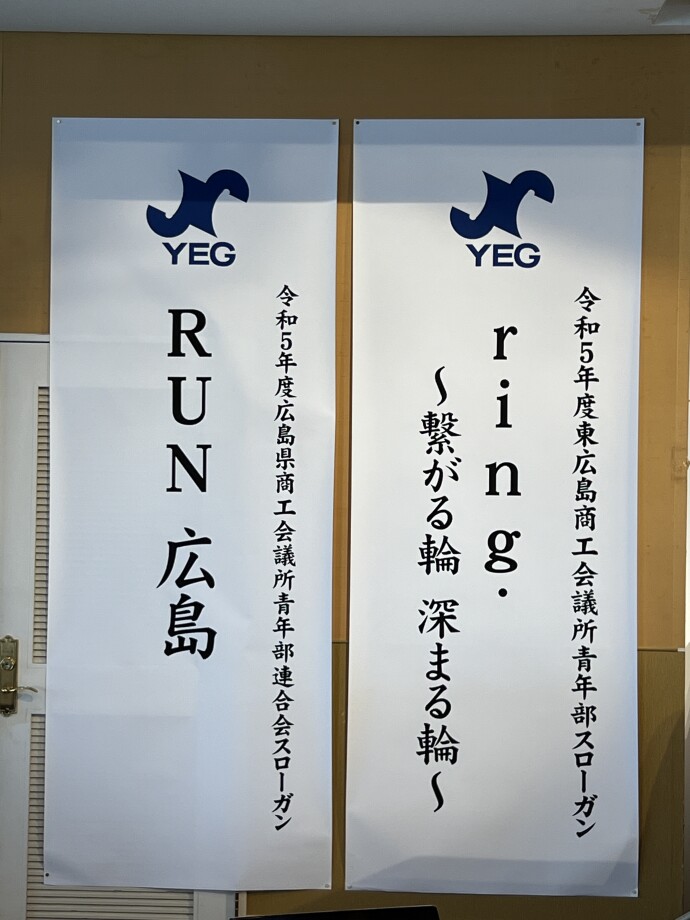 YEG
令和5年度東広島商工会議所青年部スローガン
ring.
～繋がる輪 深まる輪～
YEG
令和5年度広島県商工会議所青年部連合会スローガン
RUN 広島